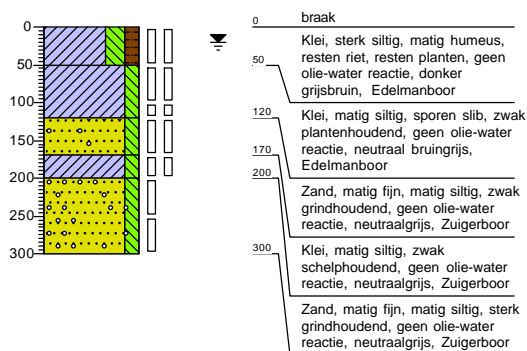 0
50
100
150
200
250
300
0
braak
Klei, sterk siltig, matig humeus,
resten riet, resten planten, geen
olie-water reactie, donker
grijsbruin, Edelmanboor
50
Klei, matig siltig, sporen slib, zwak
plantenhoudend, geen olie-water
reactie, neutraal bruingrijs,
Edelmanboor
120
Zand, matig fijn, matig siltig, zwak
grindhoudend, geen olie-water
reactie, neutraalgrijs, Zuigerboor
170
Klei, matig siltig, zwak
schelphoudend, geen olie-water
reactie, neutraalgrijs, Zuigerboor
200
Zand, matig fijn, matig siltig, sterk
grindhoudend, geen olie-water
reactie, neutraalgrijs, Zuigerboor
300